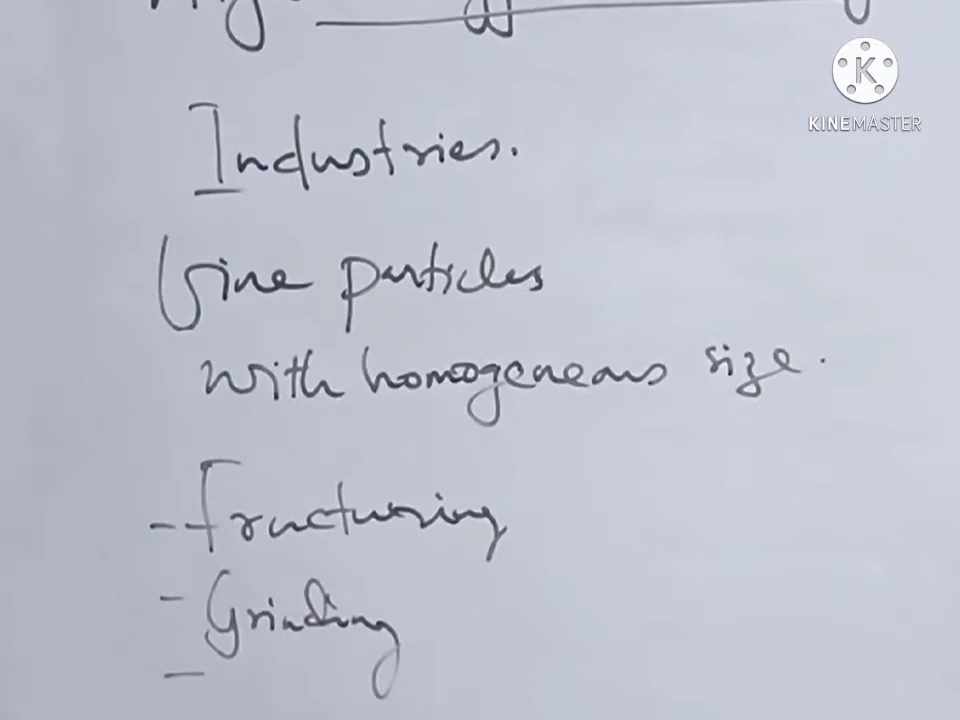 KINEMASTER
Industries.
Fine particles
with homogeneous size.
- Fracturing
- Grinding
-